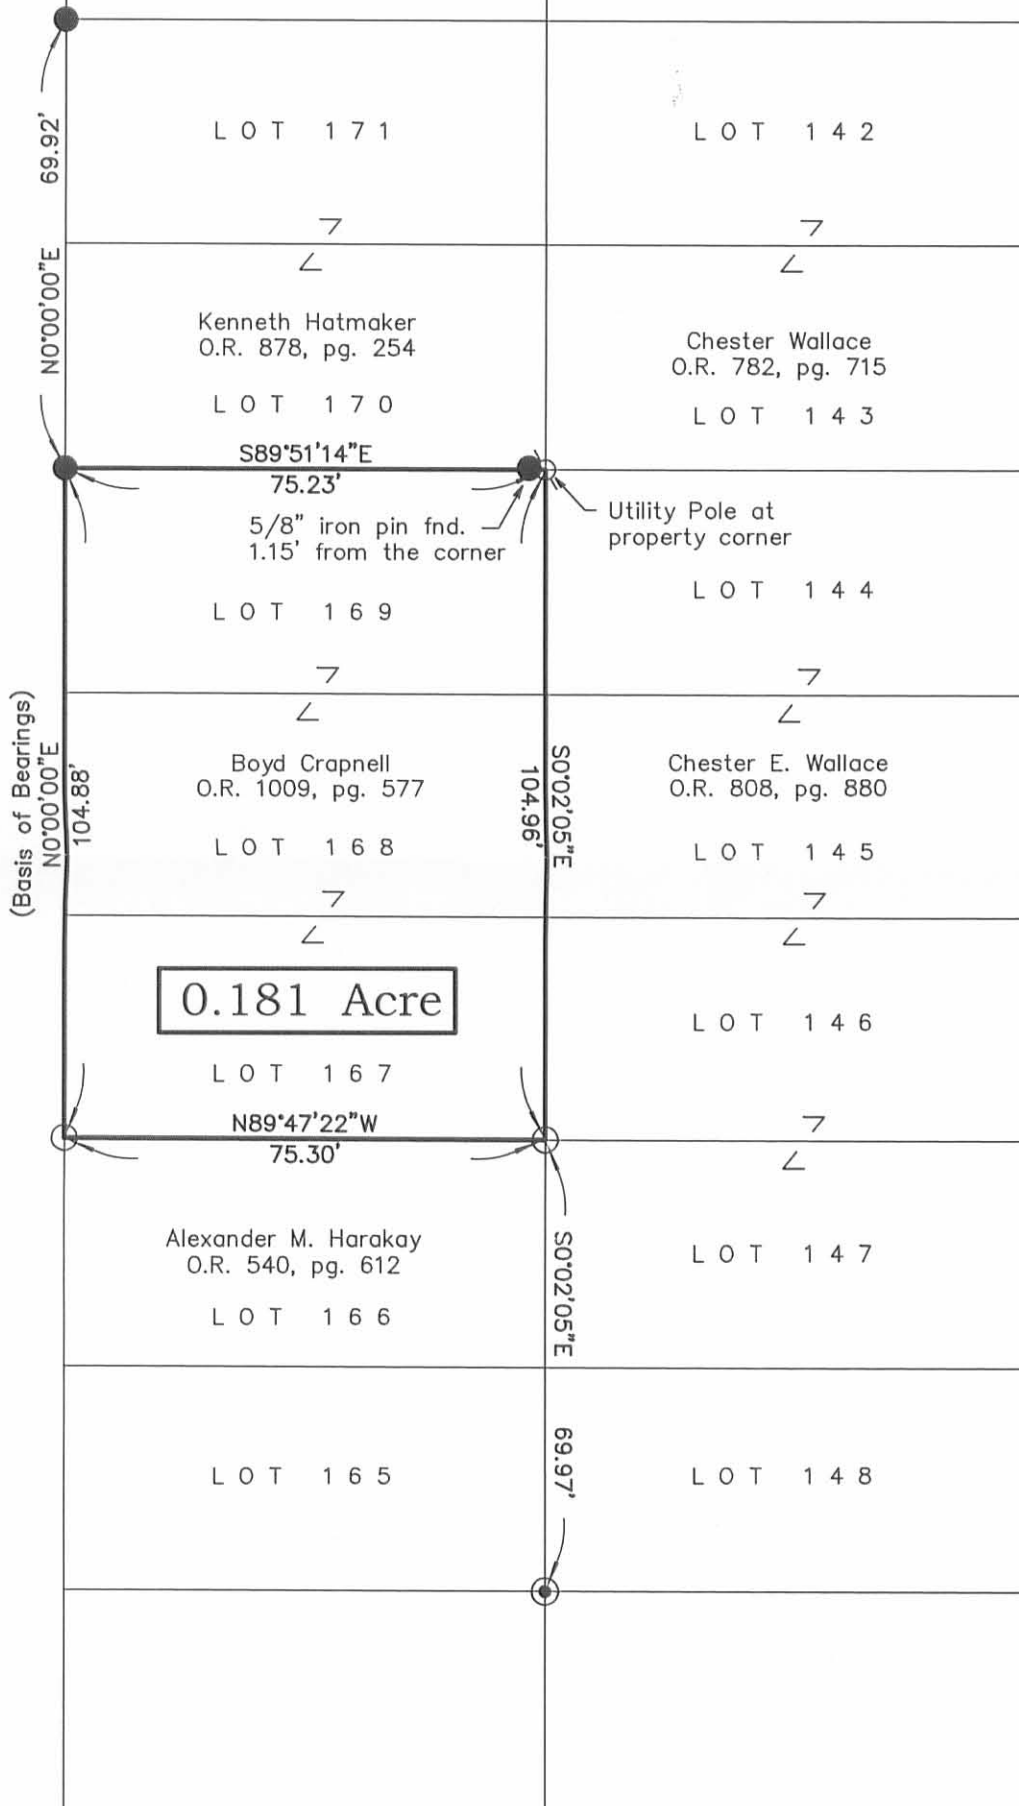 69.92'
N0°00'00"E
LOT 171
LOT 142
Kenneth Hatmaker
O.R. 878, pg. 254
LOT 170
Chester Wallace
O.R. 782, pg. 715
LOT 143
S89°51'14"E
75.23'
5/8" iron pin fnd.
1.15' from the corner
Utility Pole at
property corner
LOT 169
LOT 144
(Basis of Bearings)
N0°00'00"E
104.88'
Boyd Crapnell
O.R. 1009, pg. 577
LOT 168
S0°02'05"E
104.96'
Chester E. Wallace
O.R. 808, pg. 880
LOT 145
0.181 Acre
LOT 167
LOT 146
N89°47'22"W
75.30'
Alexander M. Harakay
O.R. 540, pg. 612
LOT 166
S0°02'05"E
69.97'
LOT 147
LOT 165
LOT 148